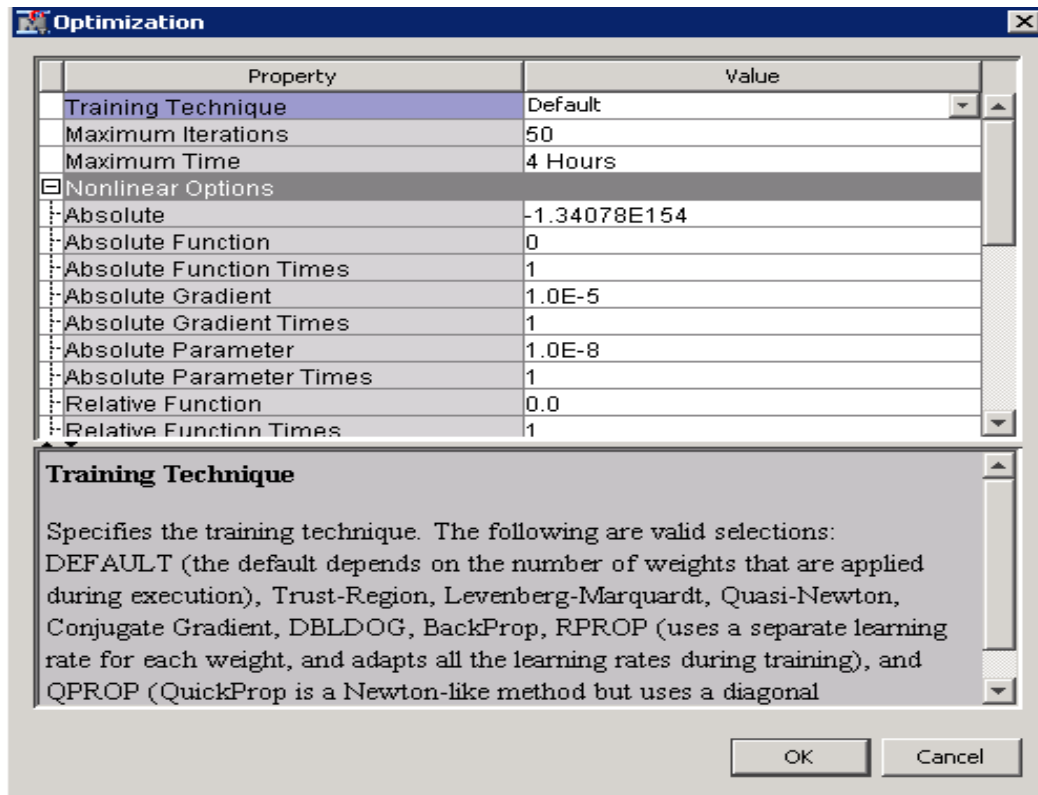 Optimization
Property Value
Training Technique Default
Maximum Iterations 50
Maximum Time 4 Hours
Nonlinear Options
Absolute -1.34078E154
Absolute Function 0
Absolute Function Times 1
Absolute Gradient 1.0E-5
Absolute Gradient Times 1
Absolute Parameter 1.0E-8
Absolute Parameter Times 1
Relative Function 0.0
Relative Function Times 1
Training Technique
Specifies the training technique. The following are valid selections:
DEFAULT (the default depends on the number of weights that are applied
during execution), Trust-Region, Levenberg-Marquardt, Quasi-Newton,
Conjugate Gradient, DBLDOG, BackProp, RPROP (uses a separate learning
rate for each weight, and adapts all the learning rates during training), and
QPROP (QuickProp is a Newton-like method but uses a diagonal
OK Cancel